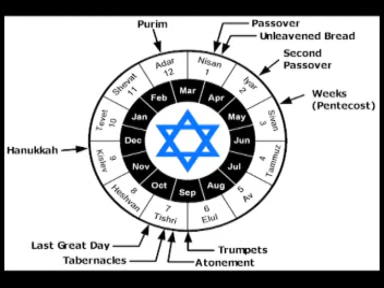 Purim
Passover
Unleavened Bread
Second
Passover
Weeks
(Pentecost)
Hanukkah
Last Great Day
Tabernacles
Trumpets
Atonement
Nisan
1
Iyar
2
Sivan
3
Tammuz
4
Av
5
Elul
6
Tishri
7
Heshvan
8
Kislev
9
Tevet
10
Shevat
11
Adar
12
Mar
Apr
May
Jun
Jul
Aug
Sep
Oct
Nov
Dec
Jan
Feb